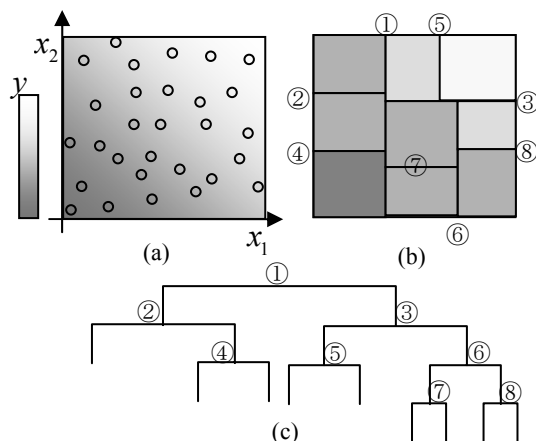 ① ⑤
x₂
y
② ③
④ ⑧
⑦
x₁
⑥
(a) (b)
①
② ③
④ ⑤ ⑥
⑦ ⑧
(c)